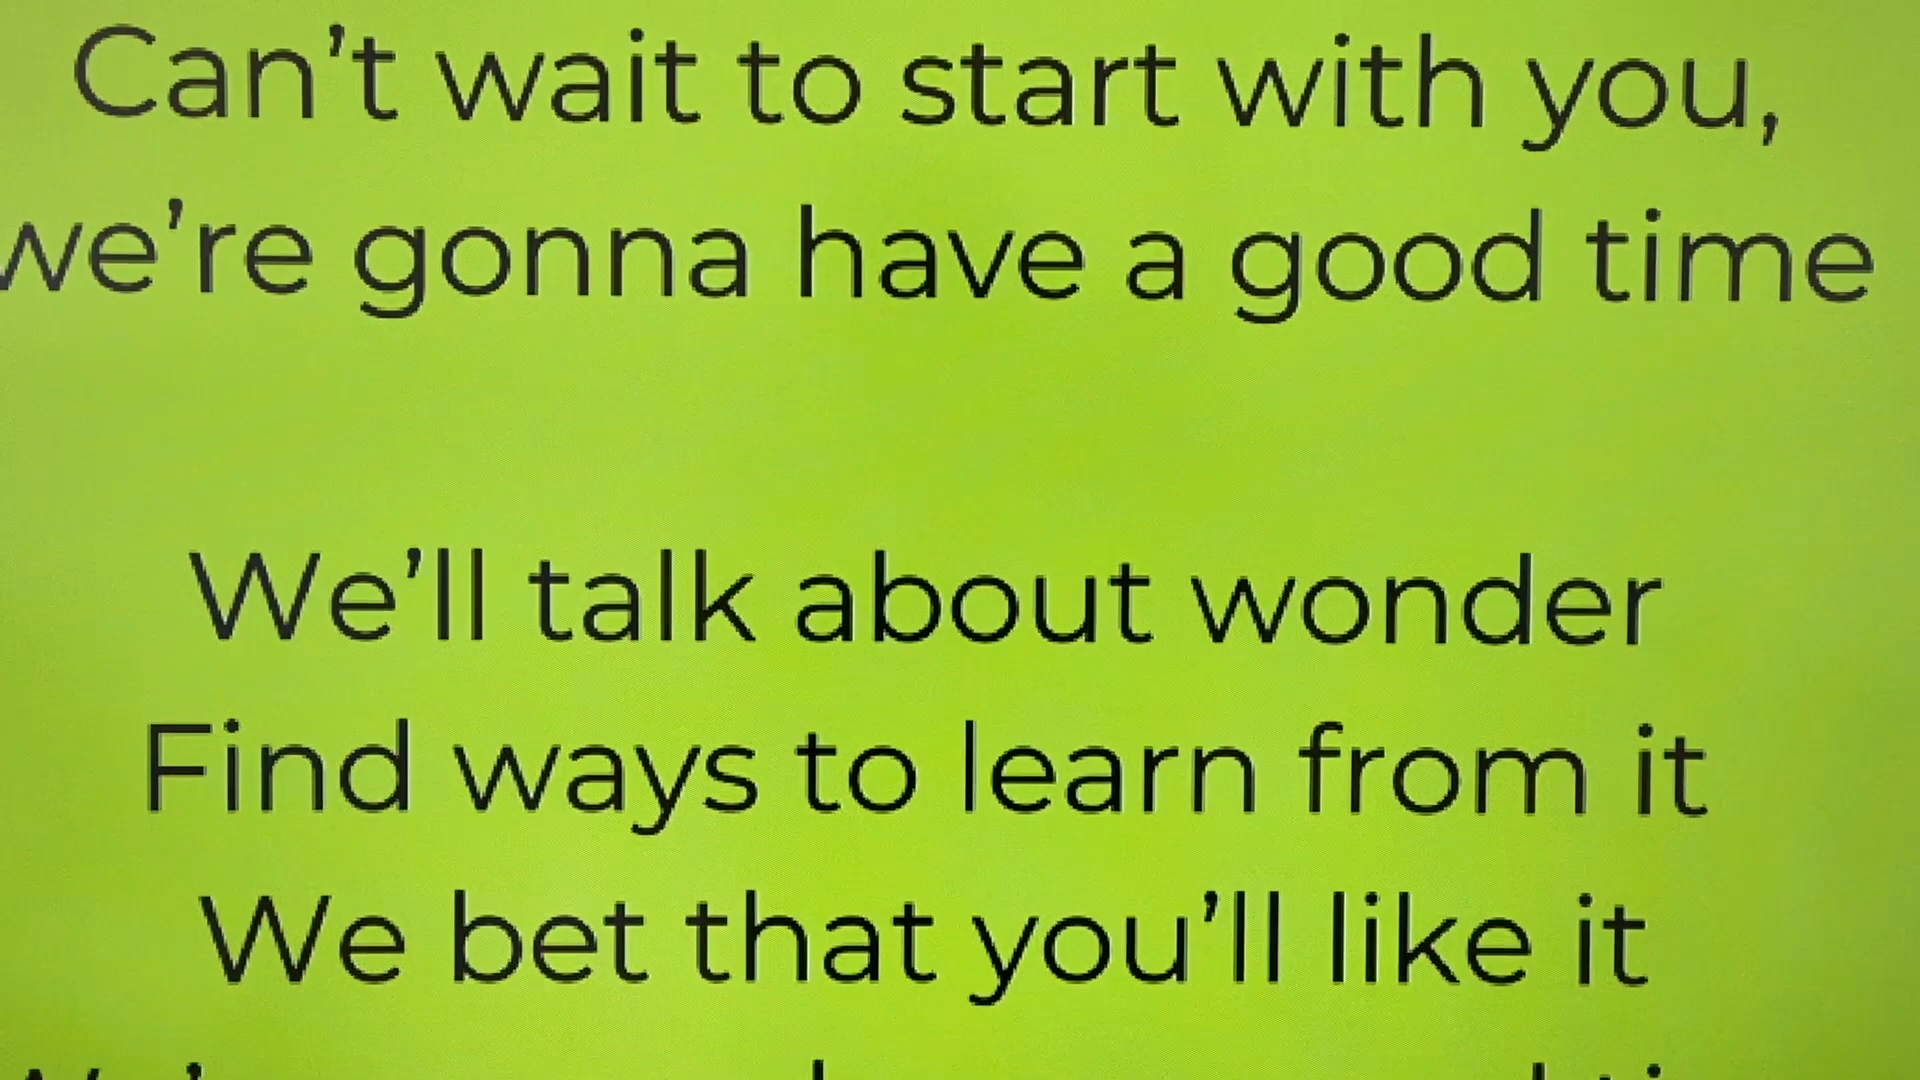 Can’t wait to start with you,
we’re gonna have a good time
We’ll talk about wonder
Find ways to learn from it
We bet that you’ll like it